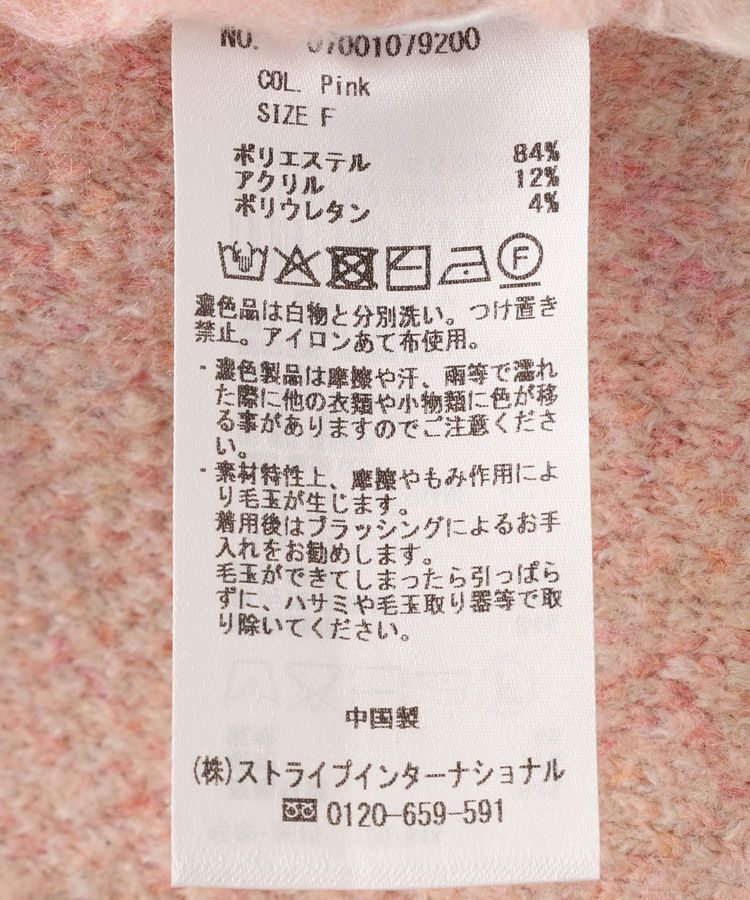 NO. 07001079200
COL. Pink
SIZE F
ポリエステル 84%
アクリル 12%
ポリウレタン 4%
F
濃色品は白物と分別洗い。つけ置き
禁止。アイロンあて布使用。
・濃色製品は摩擦や汗、雨等で濡れ
た際に他の衣類や小物類に色が移
る事がありますのでご注意くださ
い。
・素材特性上、摩擦やもみ作用によ
り毛玉が生じます。
着用後はブラッシングによるお手
入れをお勧めします。
毛玉ができてしまったら引っぱら
ずに、ハサミや毛玉取り器等で取
り除いてください。
中国製
(株)ストライプインターナショナル
0120-659-591